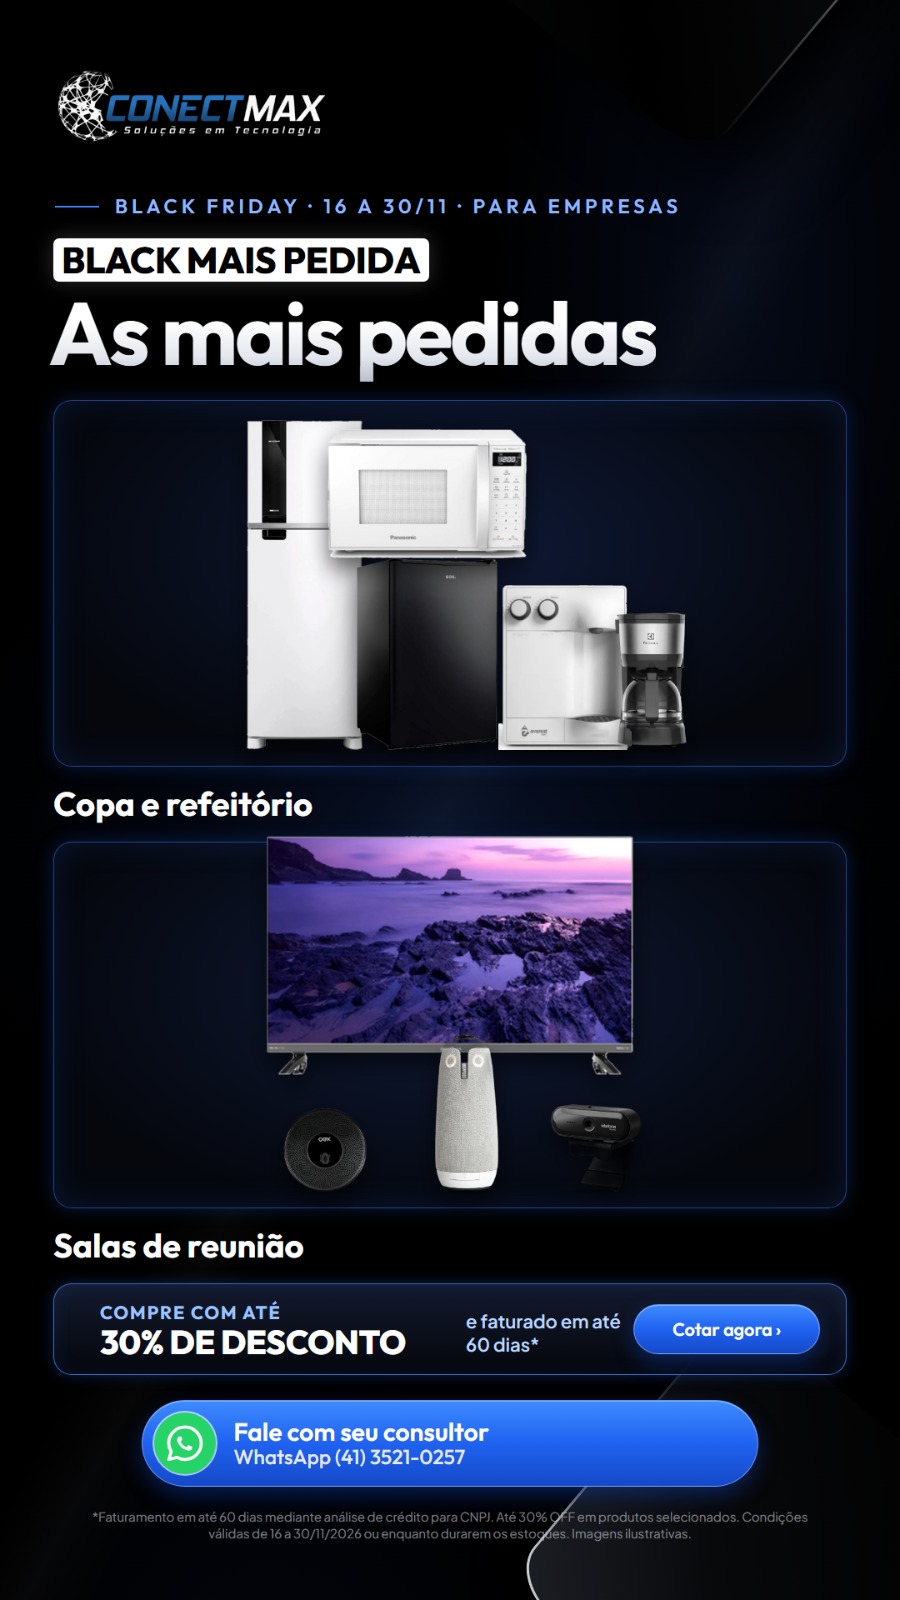 CONECTMAX
Soluções em Tecnologia
BLACK FRIDAY · 16 A 30/11 · PARA EMPRESAS
BLACK MAIS PEDIDA
As mais pedidas
Panasonic
EOS.
Copa e refeitório
oex
Salas de reunião
COMPRE COM ATÉ
30% DE DESCONTO
e faturado em até
60 dias*
Cotar agora ›
Fale com seu consultor
WhatsApp (41) 3521-0257
*Faturamento em até 60 dias mediante análise de crédito para CNPJ. Até 30% OFF em produtos selecionados. Condições
válidas de 16 a 30/11/2026 ou enquanto durarem os estoques. Imagens ilustrativas.